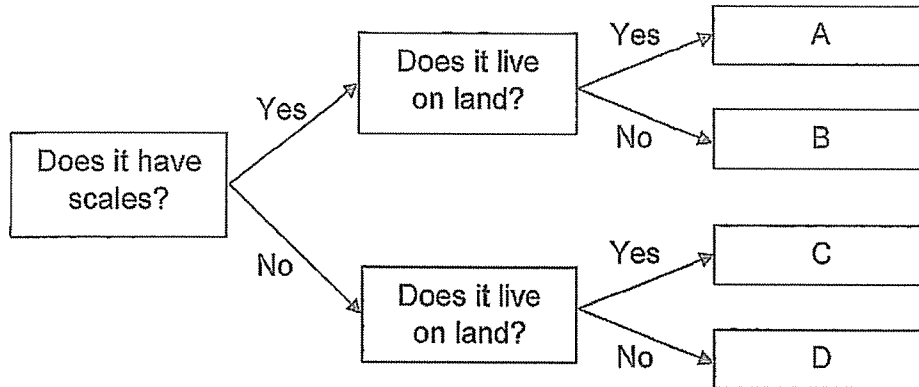 Does it have
scales?
Yes
No
Does it live
on land?
Yes
No
A
B
Does it live
on land?
Yes
No
C
D